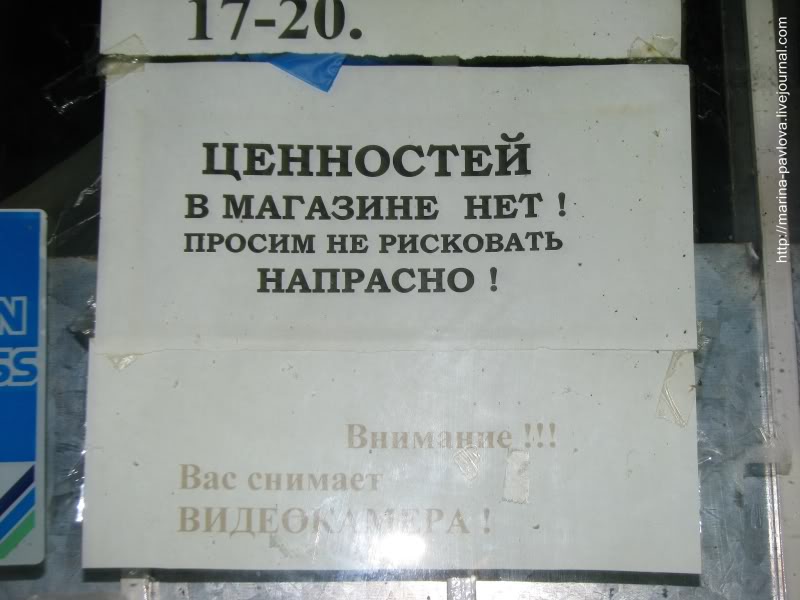 17-20.
ЦЕННОСТЕЙ
В МАГАЗИНЕ НЕТ !
ПРОСИМ НЕ РИСКОВАТЬ
НАПРАСНО !
Внимание !!!
Вас снимает
ВИДЕОКАМЕРА !
http://marina-pavlova.livejournal.com